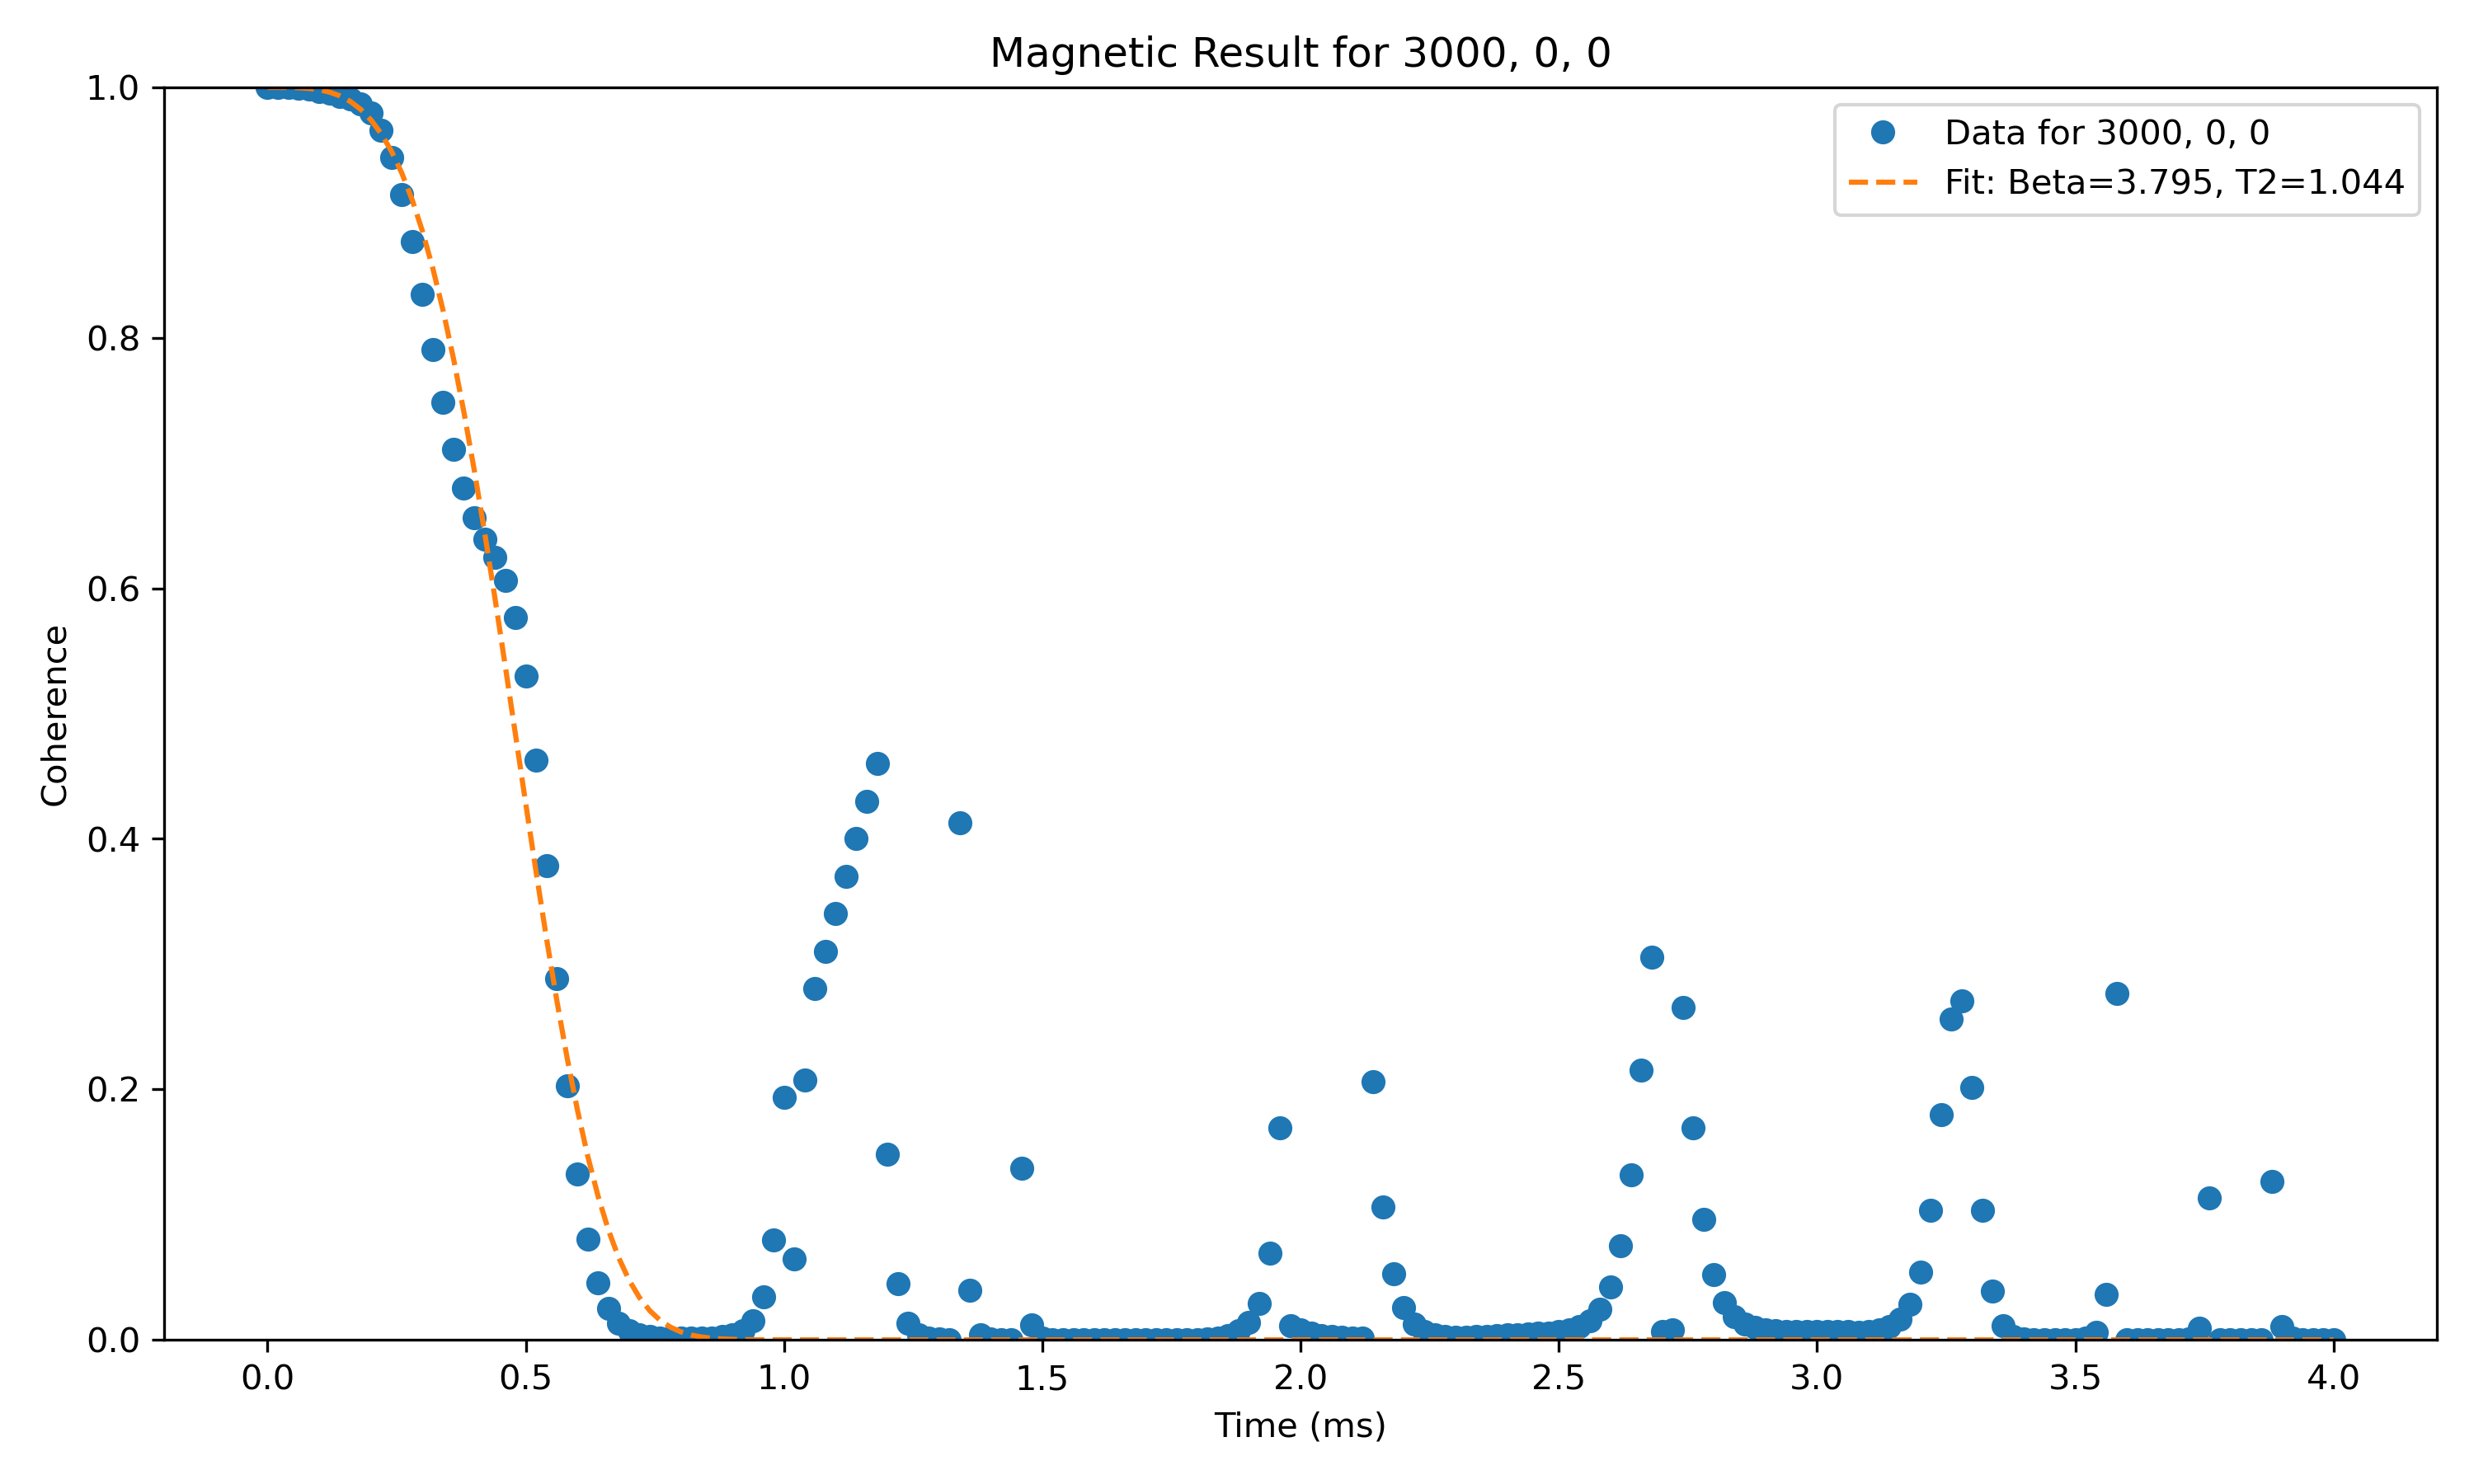 Magnetic Result for 3000, 0, 0
Data for 3000, 0, 0
Fit: Beta=3.795, T2=1.044
Coherence
1.0
0.8
0.6
0.4
0.2
0.0
0.0 0.5 1.0 1.5 2.0 2.5 3.0 3.5 4.0
Time (ms)